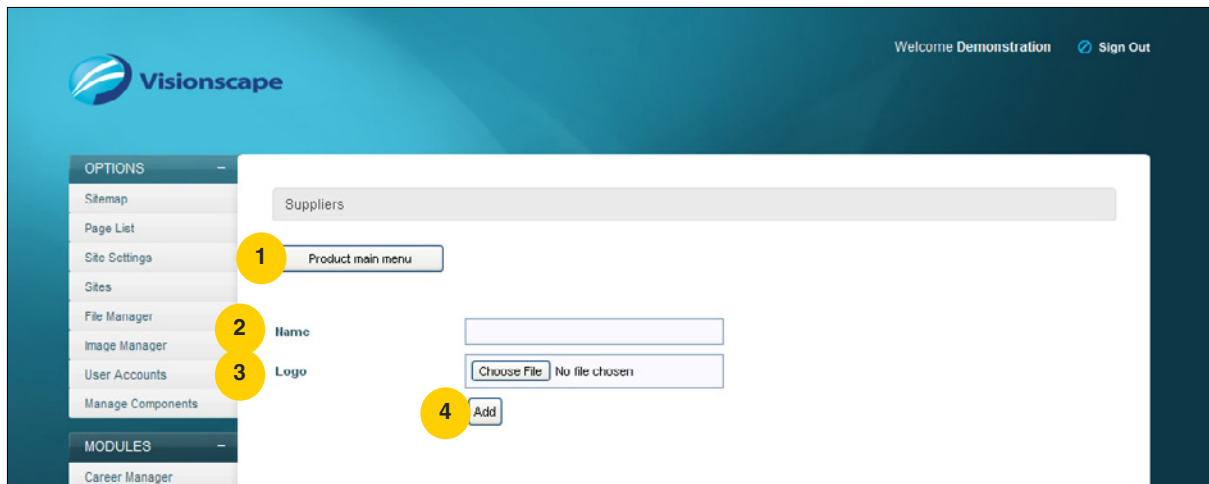 Welcome Demonstration Sign Out
Visionscape
OPTIONS –
Sitemap
Page List
Site Settings
Sites
File Manager
Image Manager
User Accounts
Manage Components
MODULES –
Career Manager
Suppliers
1 Product main menu
2 Name
3 Logo Choose File No file chosen
4 Add